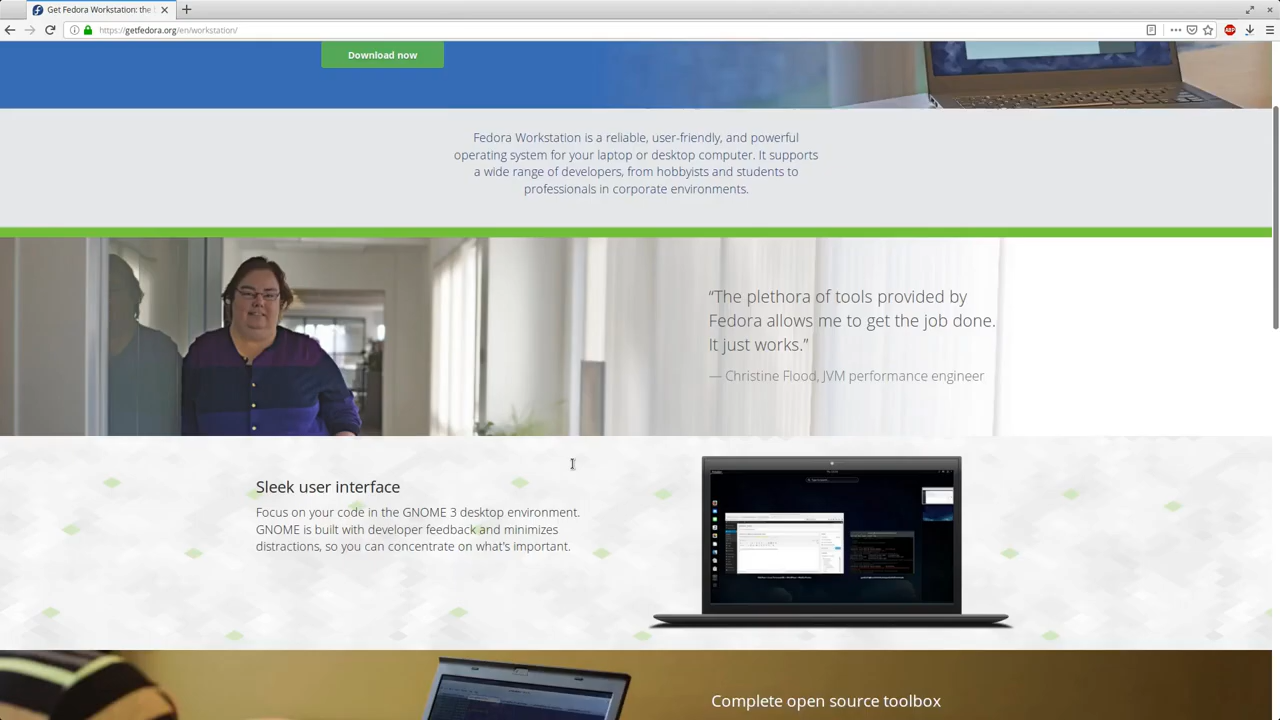 Get Fedora Workstation: the
https://getfedora.org/en/workstation/
ABP
Download now
Fedora Workstation is a reliable, user-friendly, and powerful
operating system for your laptop or desktop computer. It supports
a wide range of developers, from hobbyists and students to
professionals in corporate environments.
“The plethora of tools provided by
Fedora allows me to get the job done.
It just works.”
— Christine Flood, JVM performance engineer
Sleek user interface
Focus on your code in the GNOME 3 desktop environment.
GNOME is built with developer feedback and minimizes
distractions, so you can concentrate on what's important.
Complete open source toolbox